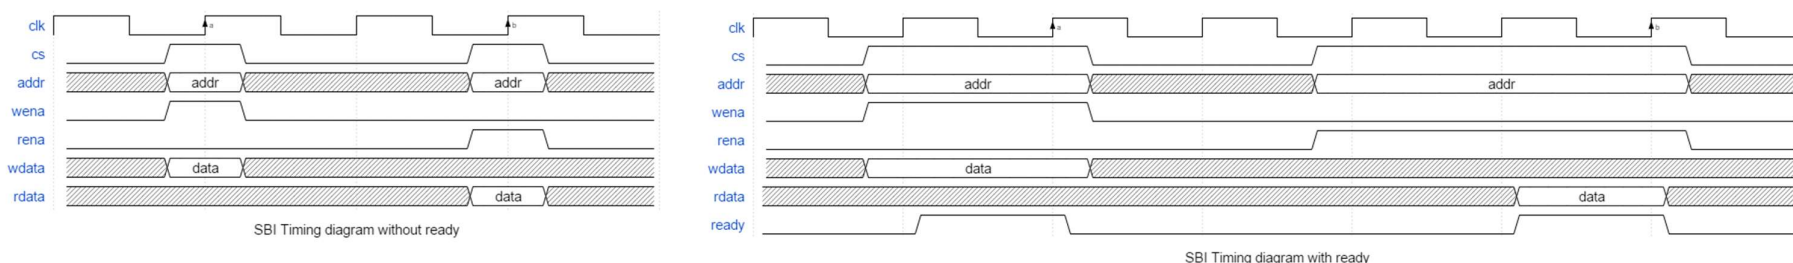 clk a b
cs
addr addr addr
wena
rena
wdata data
rdata data
SBI Timing diagram without ready
clk a b
cs
addr addr addr
wena
rena
wdata data
rdata data
ready
SBI Timing diagram with ready